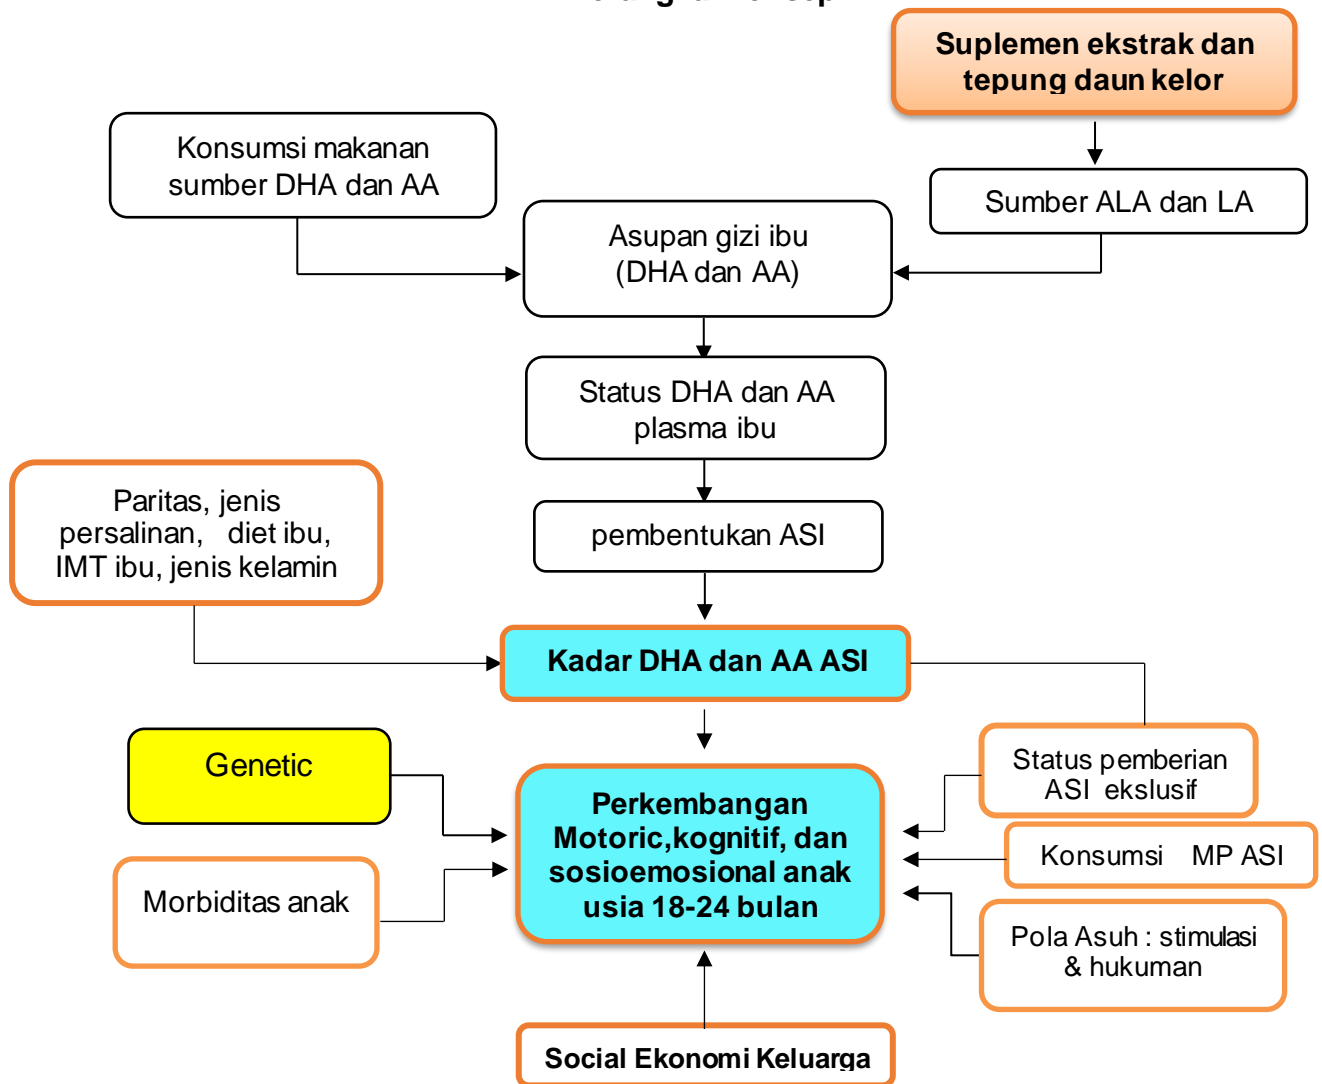 Suplemen ekstrak dan
tepung daun kelor
Konsumsi makanan
sumber DHA dan AA
Sumber ALA dan LA
Asupan gizi ibu
(DHA dan AA)
Status DHA dan AA
plasma ibu
Paritas, jenis
persalinan, diet ibu,
IMT ibu, jenis kelamin
pembentukan ASI
Kadar DHA dan AA ASI
Genetic
Status pemberian
ASI ekslusif
Perkembangan
Motoric,kognitif, dan
sosioemosional anak
usia 18-24 bulan
Konsumsi MP ASI
Morbiditas anak
Pola Asuh : stimulasi
& hukuman
Social Ekonomi Keluarga